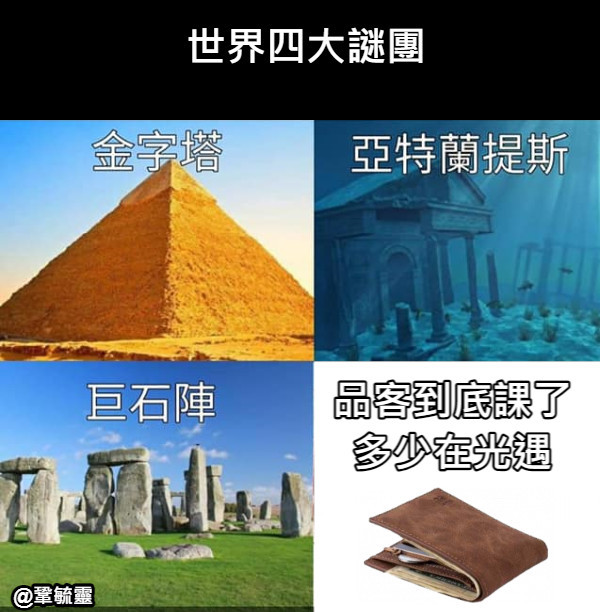 世界四大謎團
金字塔
亞特蘭提斯
巨石陣
品客到底課了
多少在光遇
@鞏毓靈